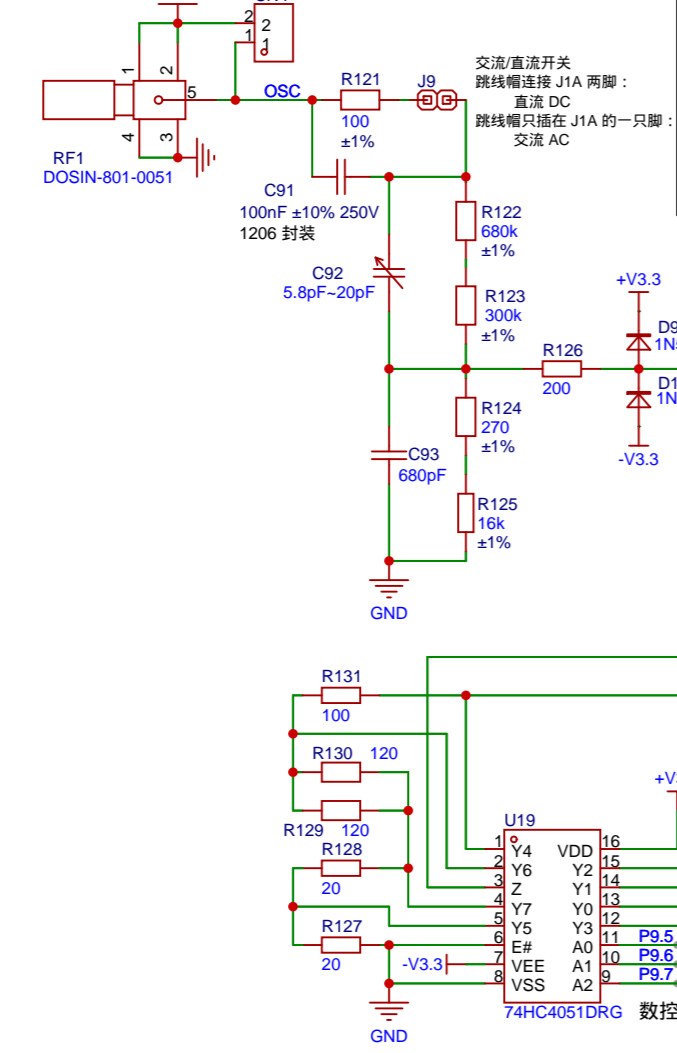 2
2
1
1
1
2
5
OSC
R121
100
±1%
J9
交流/直流开关
跳线帽连接 J1A 两脚：
直流 DC
跳线帽只插在 J1A 的一只脚：
交流 AC
4
3
RF1
DOSIN-801-0051
C91
100nF ±10% 250V
1206 封装
R122
680k
±1%
C92
5.8pF~20pF
R123
300k
±1%
+V3.3
R126
200
-V3.3
R124
270
±1%
C93
680pF
R125
16k
±1%
GND
R131
100
R130 120
R129 120
R128
20
R127
20
-V3.3
GND
U19
1 Y4 VDD 16
2 Y6 Y2 15
3 Z Y1 14
4 Y7 Y0 13
5 Y5 Y3 12
6 E# A0 11 P9.5
7 VEE A1 10 P9.6
8 VSS A2 9 P9.7
74HC4051DRG 数控